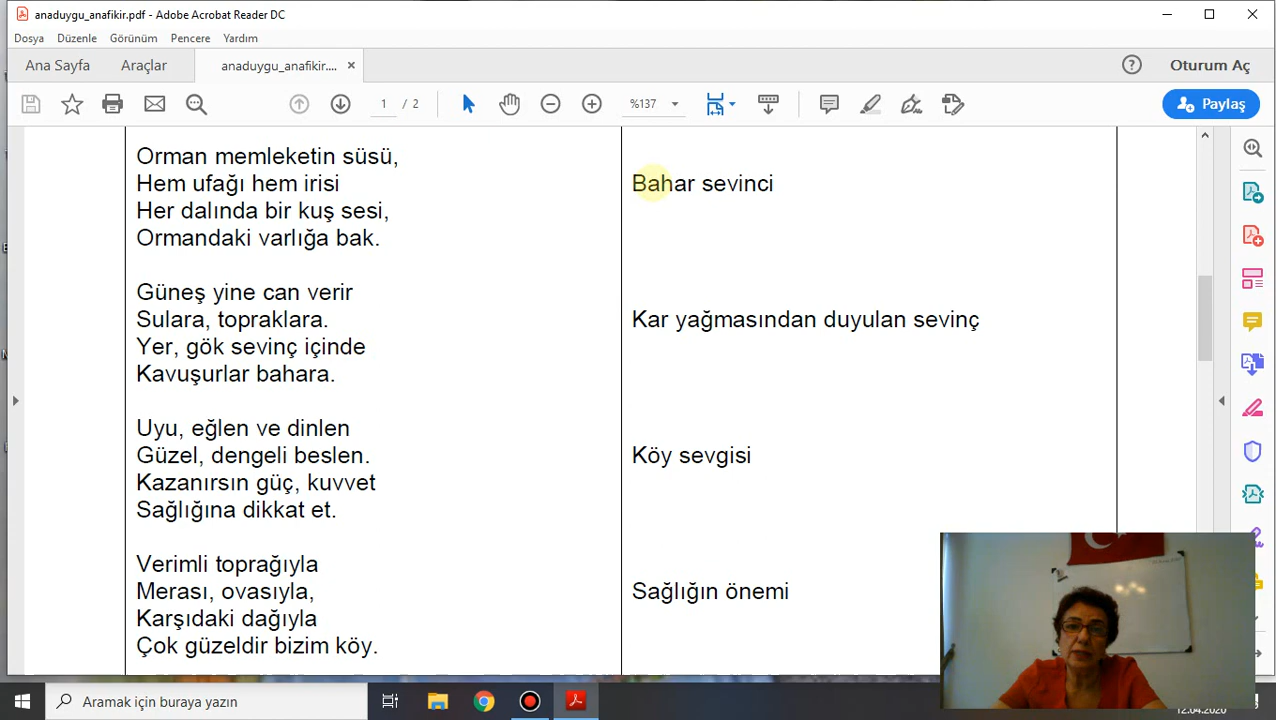 anaduygu_anafikir.pdf - Adobe Acrobat Reader DC
Dosya Düzenle Görünüm Pencere Yardım
Ana Sayfa Araçlar anaduygu_anafikir.... × Oturum Aç
1 / 2 %137 Paylaş
Orman memleketin süsü,
Hem ufağı hem irisi
Her dalında bir kuş sesi,
Ormandaki varlığa bak.
Güneş yine can verir
Sulara, topraklara.
Yer, gök sevinç içinde
Kavuşurlar bahara.
Uyu, eğlen ve dinlen
Güzel, dengeli beslen.
Kazanırsın güç, kuvvet
Sağlığına dikkat et.
Verimli toprağıyla
Merası, ovasıyla,
Karşıdaki dağıyla
Çok güzeldir bizim köy.
Bahar sevinci
Kar yağmasından duyulan sevinç
Köy sevgisi
Sağlığın önemi
Aramak için buraya yazın
12.04.2020